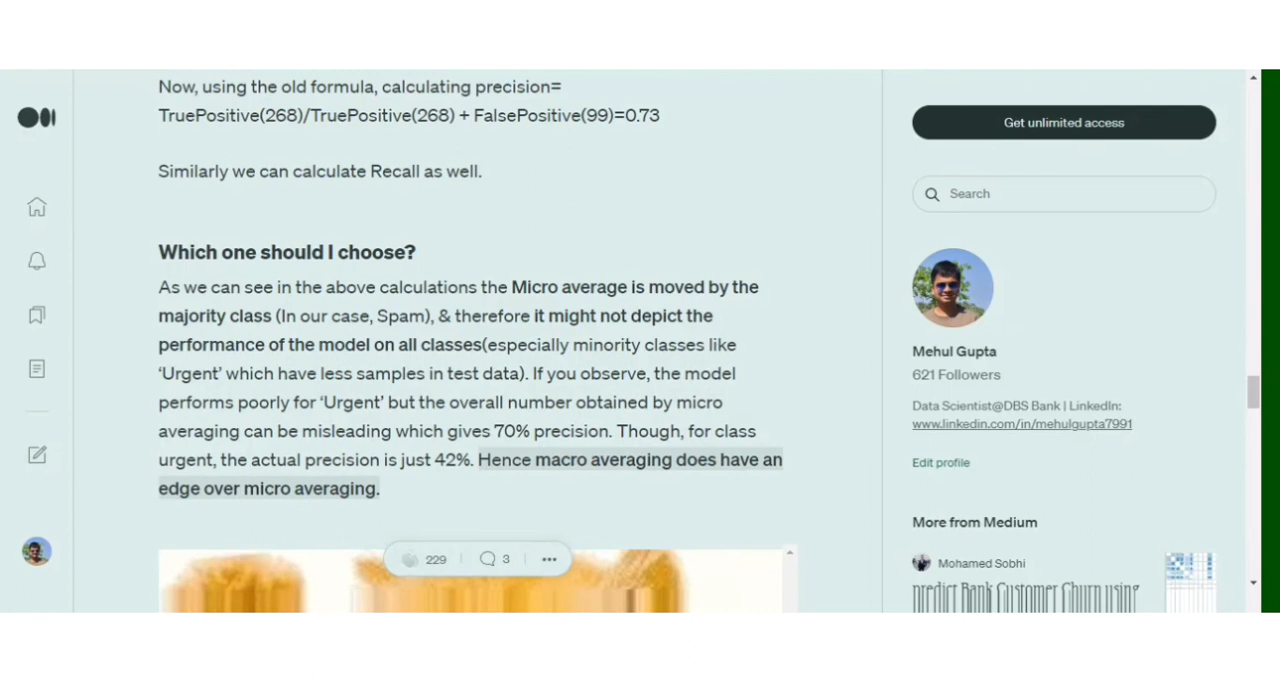 Now, using the old formula, calculating precision=
TruePositive(268)/TruePositive(268) + FalsePositive(99)=0.73
Similarly we can calculate Recall as well.
Which one should I choose?
As we can see in the above calculations the Micro average is moved by the
majority class (In our case, Spam), & therefore it might not depict the
performance of the model on all classes(especially minority classes like
‘Urgent’ which have less samples in test data). If you observe, the model
performs poorly for ‘Urgent’ but the overall number obtained by micro
averaging can be misleading which gives 70% precision. Though, for class
urgent, the actual precision is just 42%. Hence macro averaging does have an
edge over micro averaging.
229
3
Get unlimited access
Search
Mehul Gupta
621 Followers
Data Scientist@DBS Bank | LinkedIn:
www.linkedin.com/in/mehulgupta7991
Edit profile
More from Medium
Mohamed Sobhi
predict Bank Customer Churn using